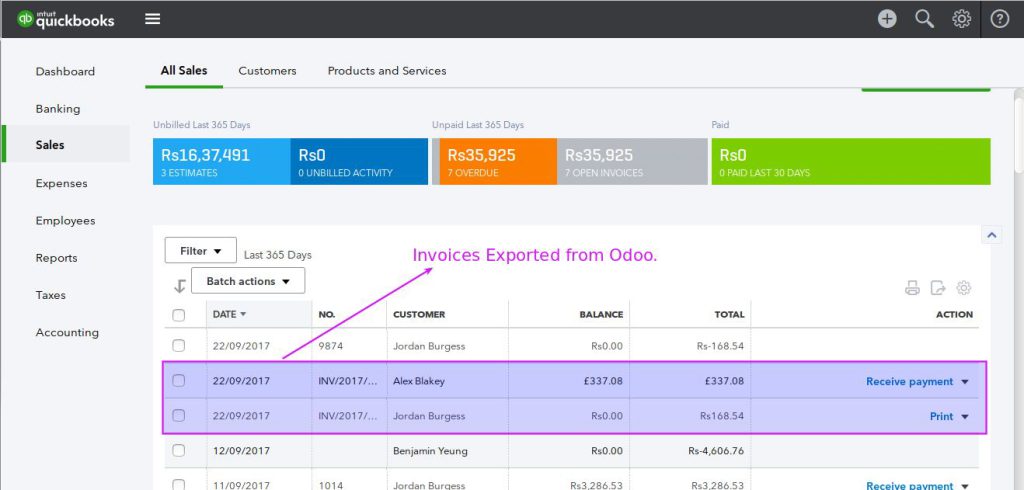 intuit
quickbooks
Dashboard
Banking
Sales
Expenses
Employees
Reports
Taxes
Accounting
All Sales Customers Products and Services
Unbilled Last 365 Days Unpaid Last 365 Days Paid
Rs16,37,491 Rs0 Rs35,925 Rs35,925 Rs0
3 ESTIMATES 0 UNBILLED ACTIVITY 7 OVERDUE 7 OPEN INVOICES 0 PAID LAST 30 DAYS
Filter Last 365 Days Invoices Exported from Odoo.
Batch actions
DATE NO. CUSTOMER BALANCE TOTAL ACTION
22/09/2017 9874 Jordan Burgess Rs0.00 Rs-168.54
22/09/2017 INV/2017/... Alex Blakey £337.08 £337.08 Receive payment
22/09/2017 INV/2017/... Jordan Burgess Rs0.00 Rs168.54 Print
12/09/2017 Benjamin Yeung Rs0.00 Rs-4,606.76
11/09/2017 1014 Jordan Burgess Rs3,286.53 Rs3,286.53 Receive payment